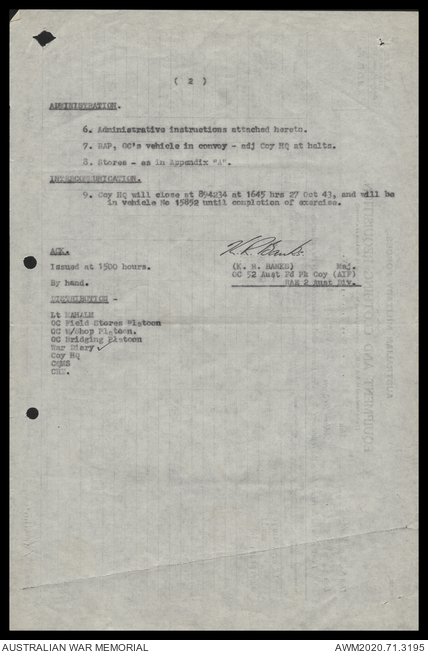 ( 2 )
ADMINISTRATION.
6. Administrative instructions attached hereto.
7. RAP, OC's vehicle in convoy - adj Coy HQ at halts.
8. Stores - as in Appendix "A".
INTERCOMMUNICATION.
9. Coy HQ will close at 894234 at 1645 hrs 27 Oct 43, and will be
in vehicle No 15852 until completion of exercise.
ACK.
Issued at 1500 hours.
By hand.
K.R. Banks.
(K. R. BANKS) Maj.
OC 52 Aust Fd Pk Coy (AIF)
RAE 2 Aust Div.
DISTRIBUTION -
Lt
OC Field Stores Platoon
OC W/Shop Platoon.
OC Bridging Platoon
War Diary ✓
Coy HQ
CQMS
AUSTRALIAN WAR MEMORIAL
AWM2020.71.3195